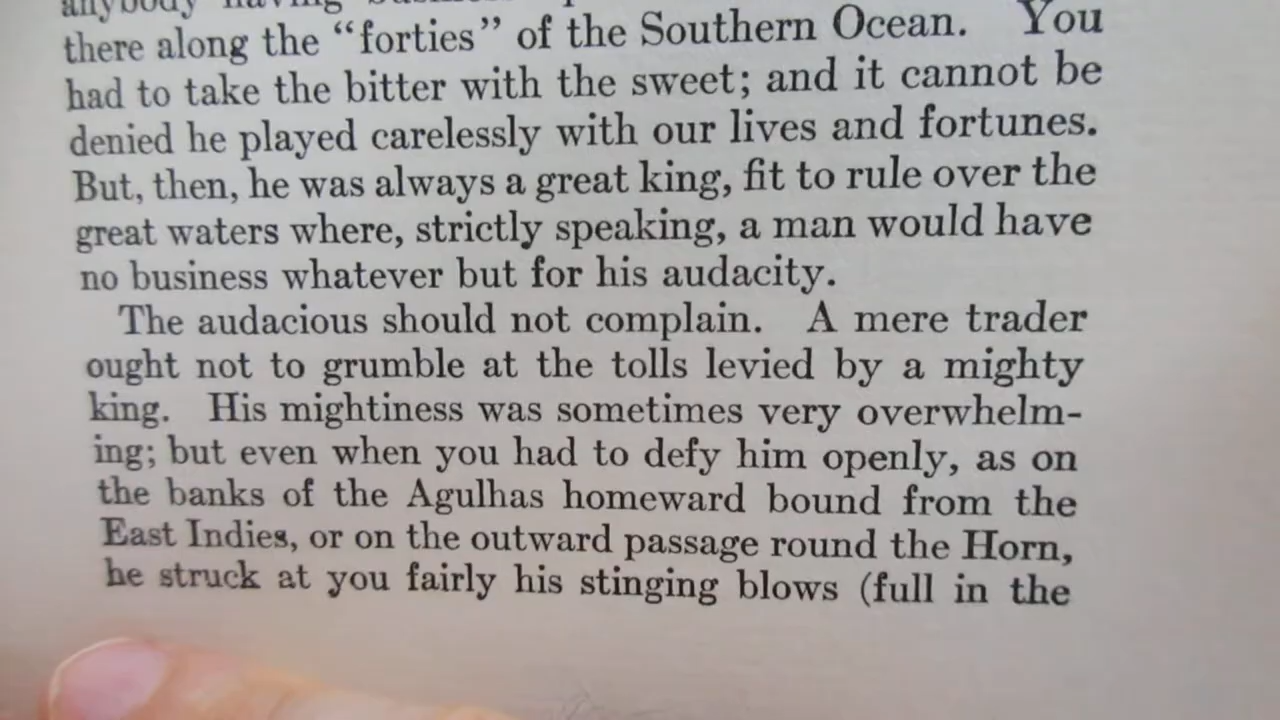 anybody having
there along the “forties” of the Southern Ocean. You
had to take the bitter with the sweet; and it cannot be
denied he played carelessly with our lives and fortunes.
But, then, he was always a great king, fit to rule over the
great waters where, strictly speaking, a man would have
no business whatever but for his audacity.
The audacious should not complain. A mere trader
ought not to grumble at the tolls levied by a mighty
king. His mightiness was sometimes very overwhelm-
ing; but even when you had to defy him openly, as on
the banks of the Agulhas homeward bound from the
East Indies, or on the outward passage round the Horn,
he struck at you fairly his stinging blows (full in the